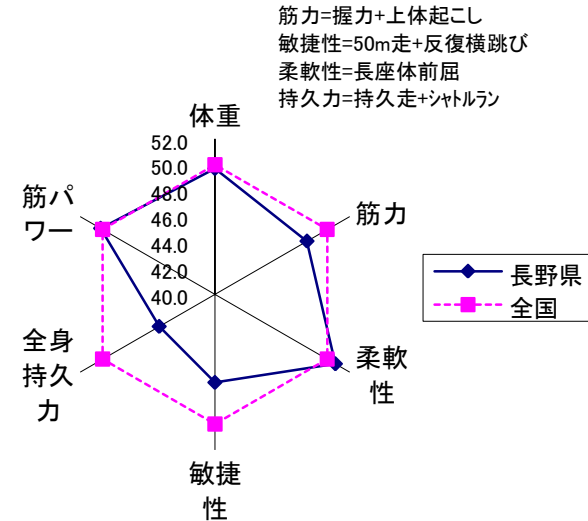 筋力=握力+上体起こし
敏捷性=50m走+反復横跳び
柔軟性=長座体前屈
持久力=持久走+シャトルラン
体重
52.0
50.0
48.0
46.0
44.0
42.0
40.0
筋パ
ワー
筋力
長野県
全国
全身
持久
力
柔軟
性
敏捷
性